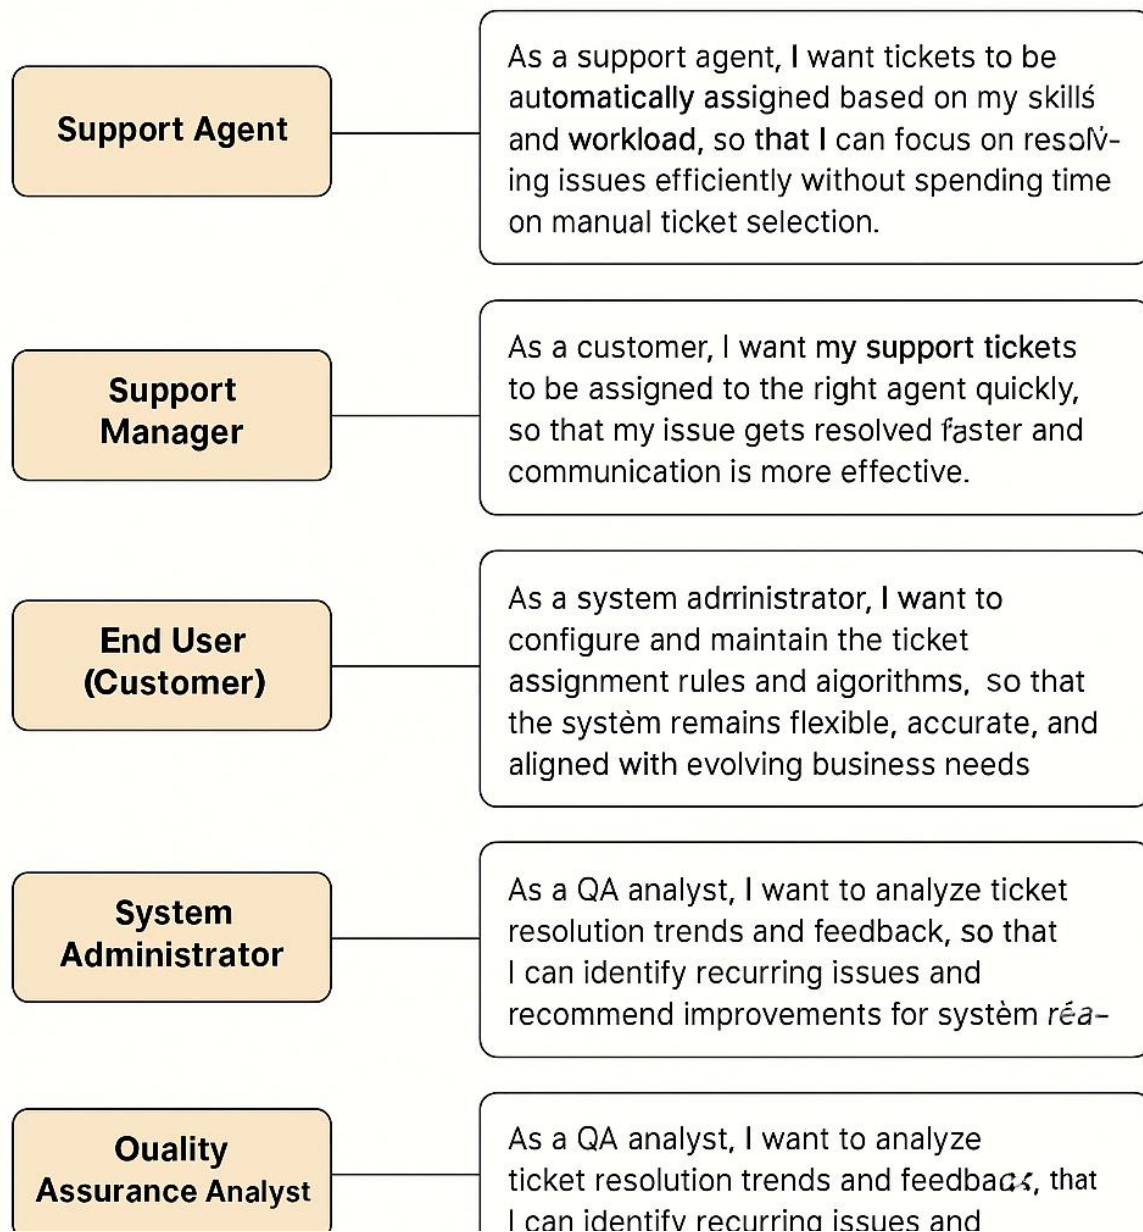 Support Agent
As a support agent, I want tickets to be
automatically assigned based on my skills
and workload, so that I can focus on resolv-
ing issues efficiently without spending time
on manual ticket selection.
Support
Manager
As a customer, I want my support tickets
to be assigned to the right agent quickly,
so that my issue gets resolved faster and
communication is more effective.
End User
(Customer)
As a system adrrinistrator, I want to
configure and maintain the ticket
assignment rules and aigorithms, so that
the systèm remains flexible, accurate, and
aligned with evolving business needs
System
Administrator
As a QA analyst, I want to analyze ticket
resolution trends and feedback, so that
I can identify recurring issues and
recommend improvements for systèm réa-
Ouality
Assurance Analyst
As a QA analyst, I want to analyze
ticket resolution trends and that
I can identify recurring issues and